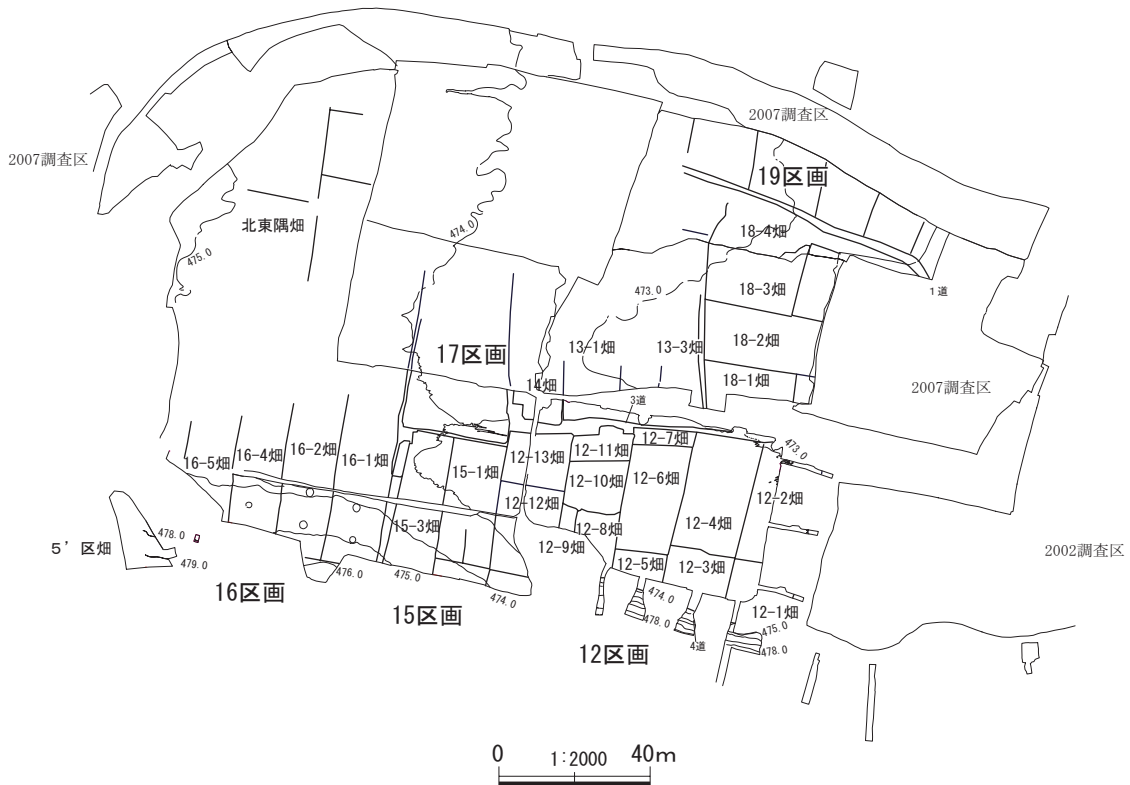 2007調査区
2007調査区
19区画
北東隅畑
474.0
18-4畑
475.0
473.0
18-3畑
1道
17区画
13-1畑
13-3畑
18-2畑
14畑
18-1畑
2007調査区
3道
16-5畑
16-4畑
16-2畑
16-1畑
15-1畑
12-13畑
12-11畑
12-7畑
473.0
12-10畑
12-6畑
12-12畑
12-2畑
15-3畑
12-8畑
12-4畑
12-9畑
5’区畑
478.0
479.0
2002調査区
12-5畑
12-3畑
476.0
475.0
474.0
16区画
15区画
12区画
474.0
478.0
4道
12-1畑
475.0
478.0
0
1:2000
40m